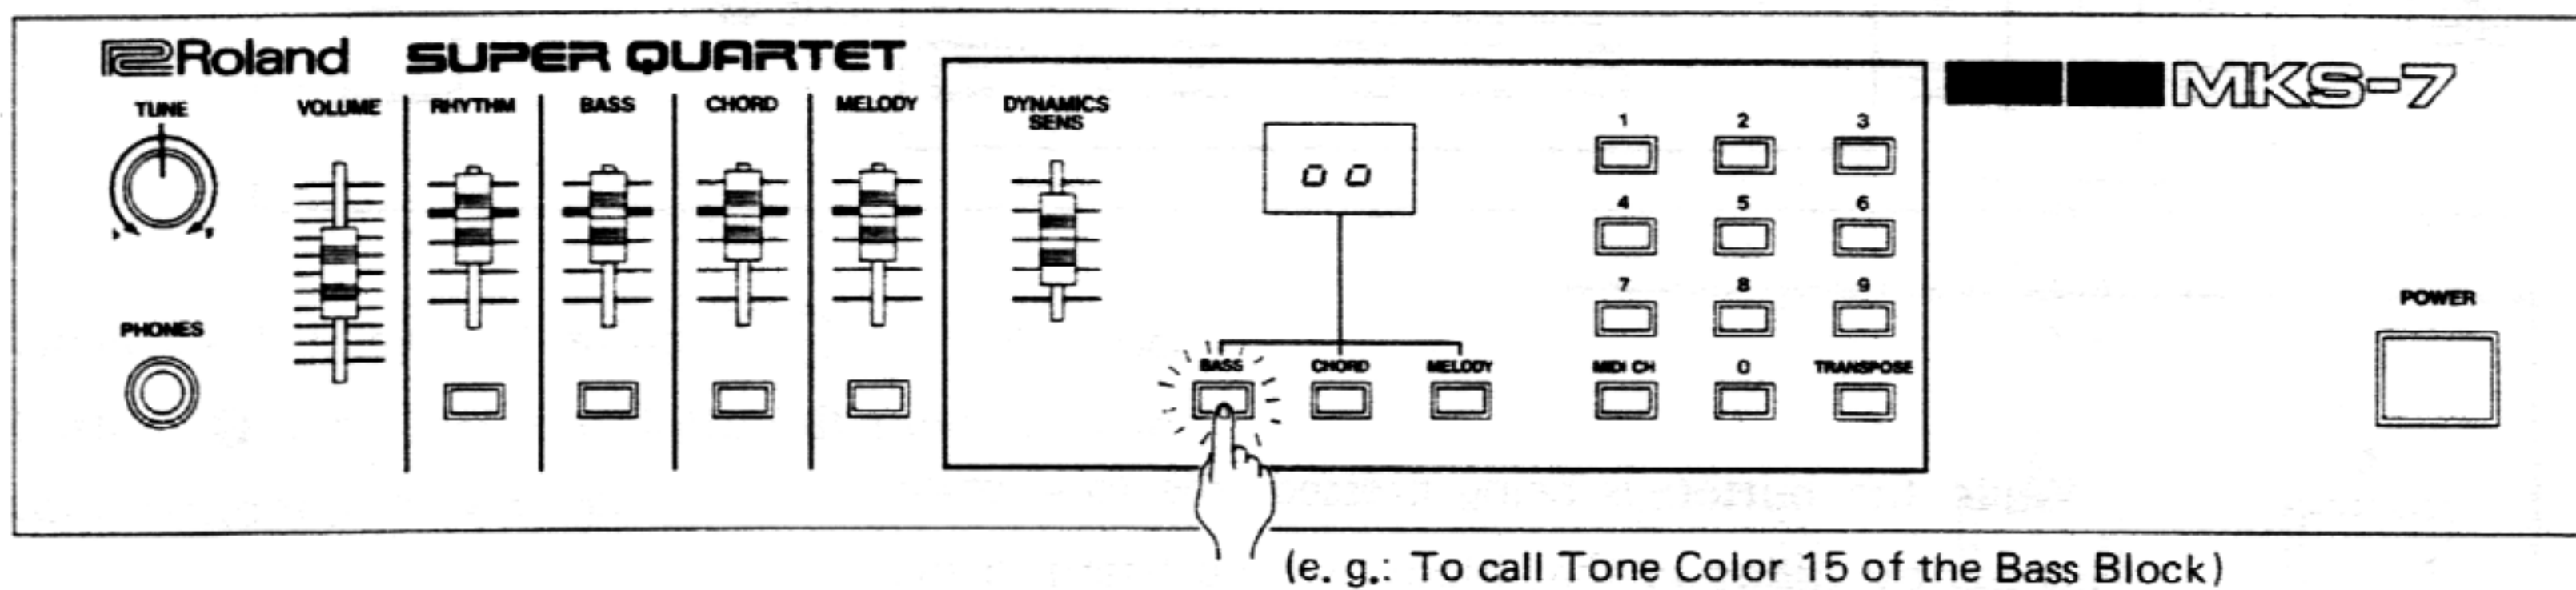 Roland SUPER QUARTET
MKS-7
TUNE
VOLUME
RHYTHM
BASS
CHORD
MELODY
DYNAMICS
SENS
♭ #
PHONES
00
BASS
CHORD
MELODY
1 2 3
4 5 6
7 8 9
MIDI CH 0 TRANSPOSE
POWER
(e. g.: To call Tone Color 15 of the Bass Block)